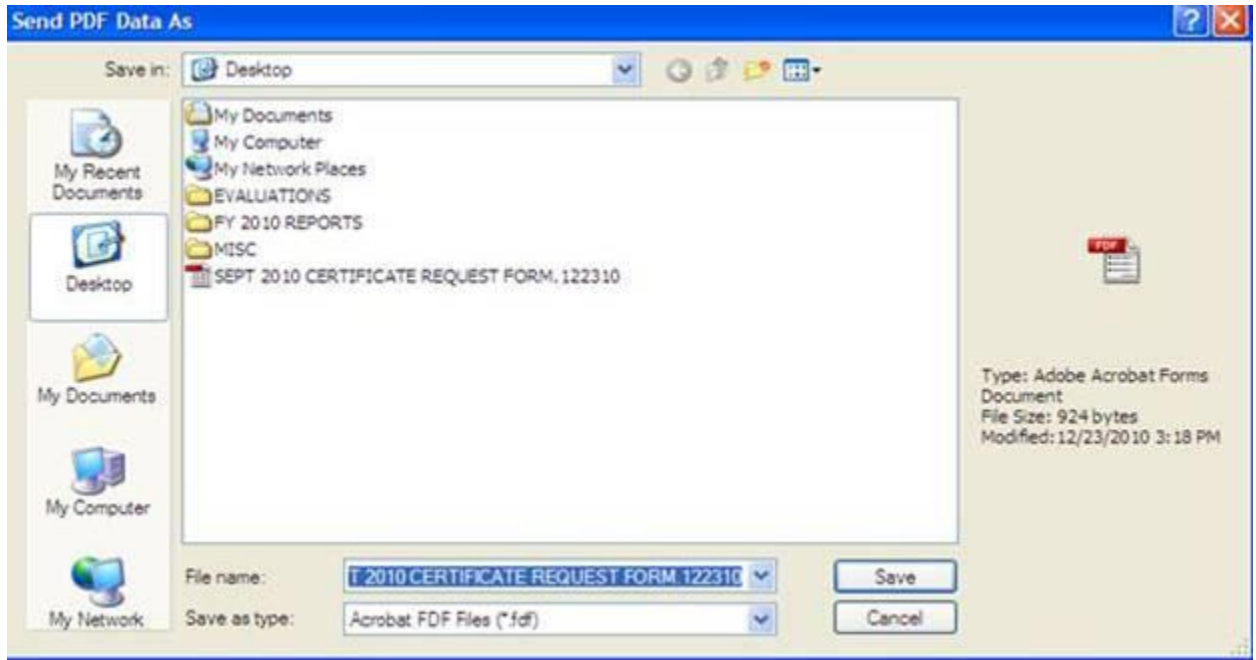 Send PDF Data As
Save in: Desktop
My Recent
Documents
Desktop
My Documents
My Computer
My Network
My Documents
My Computer
My Network Places
EVALUATIONS
FY 2010 REPORTS
MISC
SEPT 2010 CERTIFICATE REQUEST FORM.122310
PDF
Type: Adobe Acrobat Forms
Document
File Size: 924 bytes
Modified: 12/23/2010 3:18 PM
File name: T 2010 CERTIFICATE REQUEST FORM.122310 Save
Save as type: Acrobat FDF Files (*.fdf) Cancel